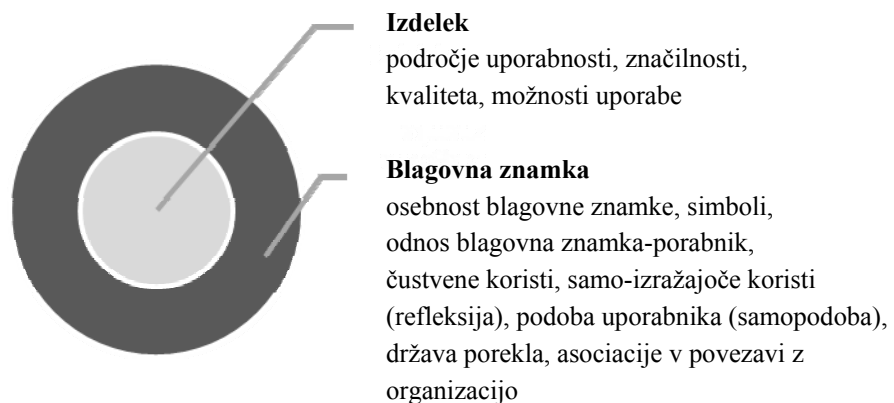 Izdelek
področje uporabnosti, značilnosti,
kvaliteta, možnosti uporabe
Blagovna znamka
osebnost blagovne znamke, simboli,
odnos blagovna znamka-porabnik,
čustvene koristi, samo-izražajoče koristi
(refleksija), podoba uporabnika (samopodoba),
država porekla, asociacije v povezavi z
organizacijo